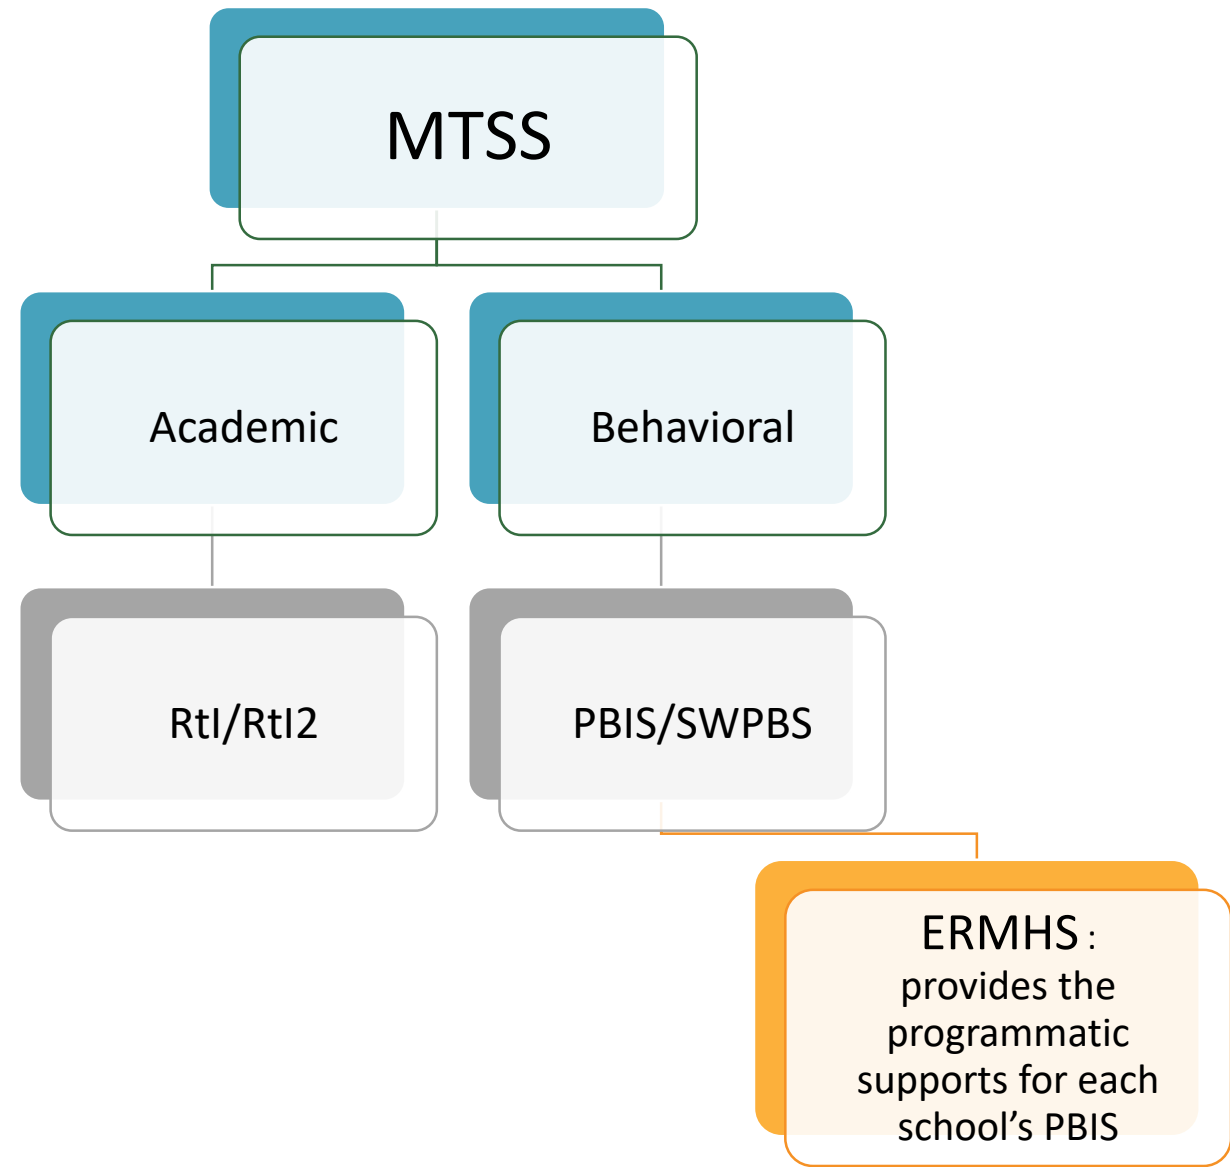 MTSS
Academic
Behavioral
RtI/RtI2
PBIS/SWPBS
ERMHS :
provides the
programmatic
supports for each
school’s PBIS